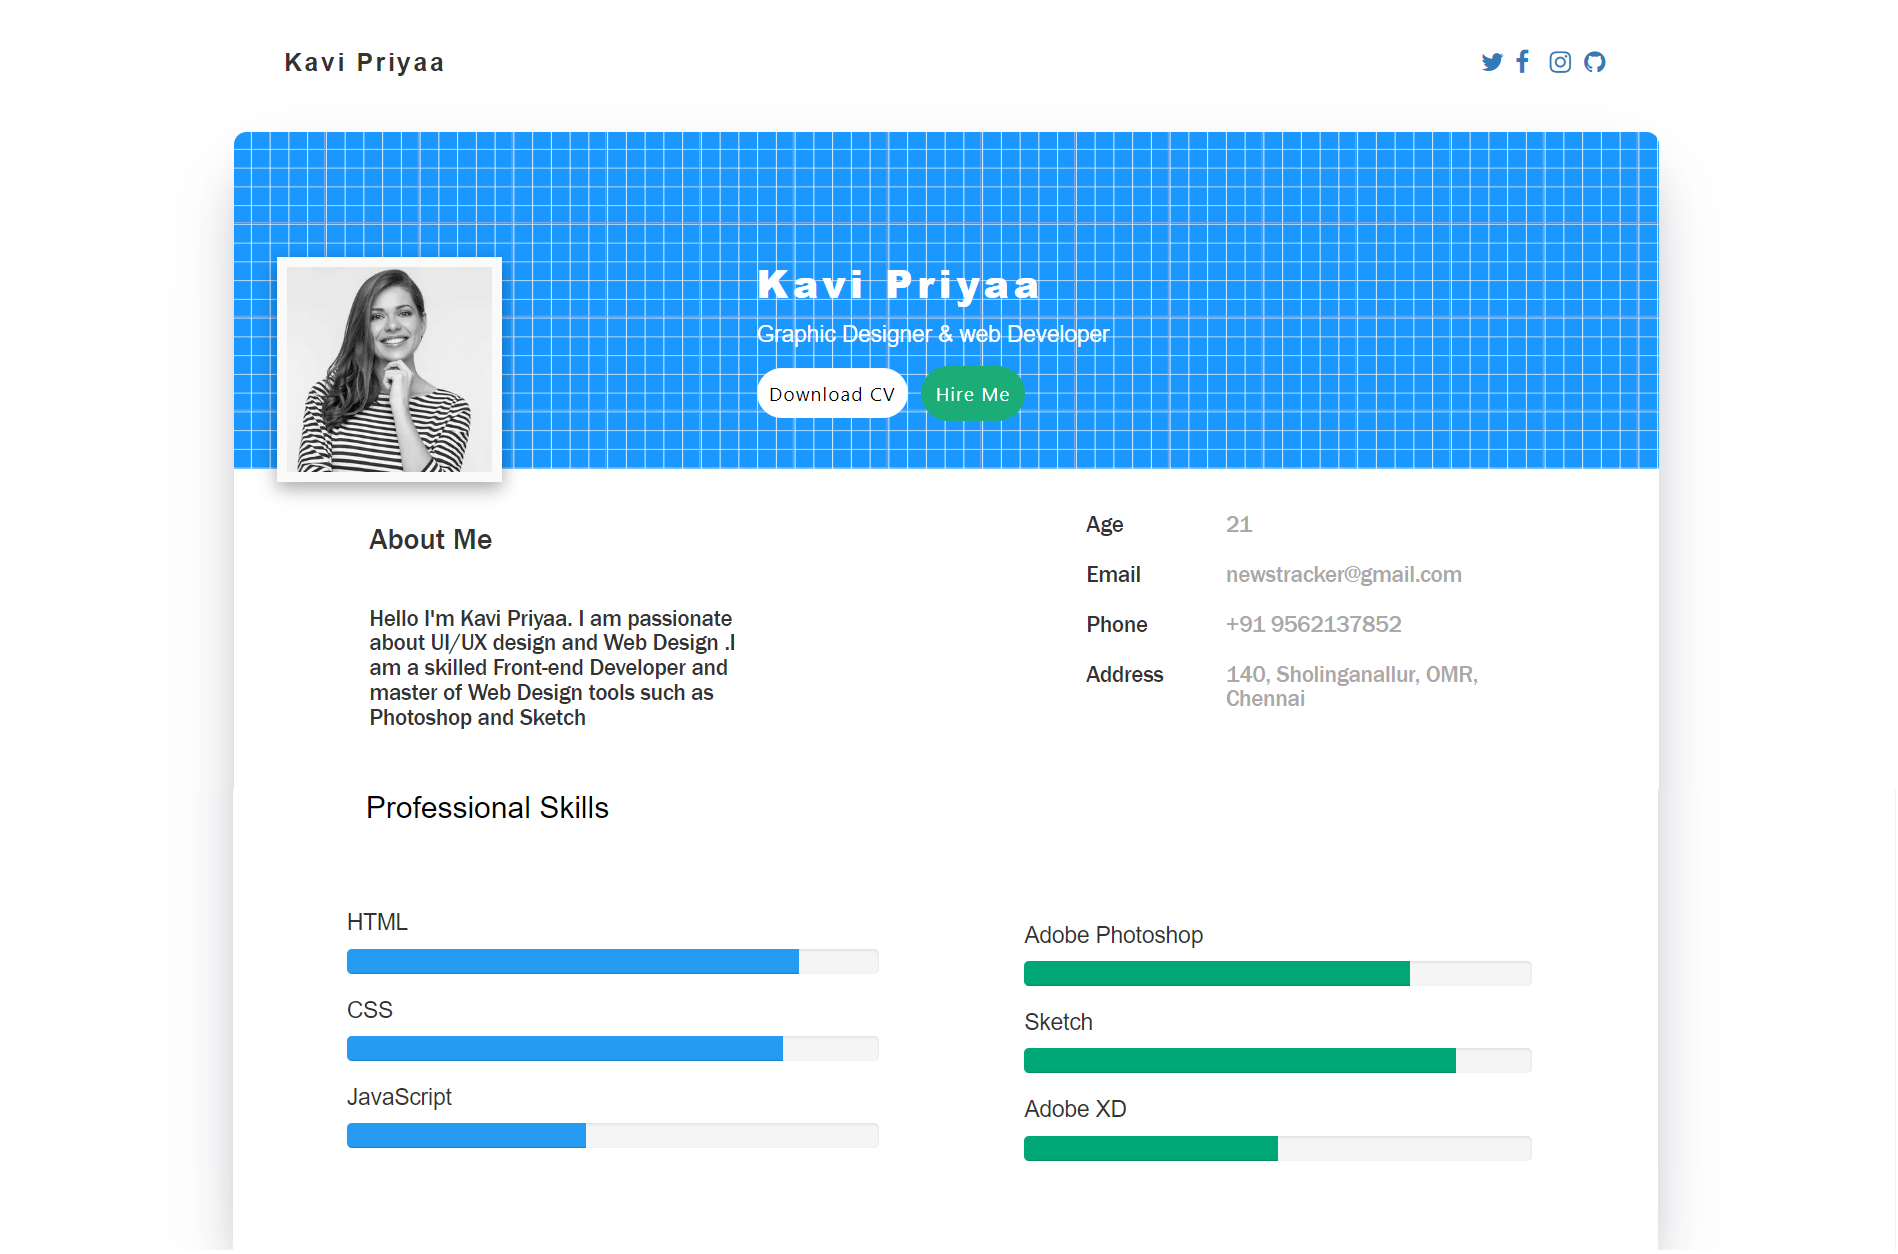 Kavi Priyaa
Kavi Priyaa
Graphic Designer & web Developer
Download CV
Hire Me
About Me
Hello I'm Kavi Priyaa. I am passionate
about UI/UX design and Web Design .I
am a skilled Front-end Developer and
master of Web Design tools such as
Photoshop and Sketch
Age 21
Email newstracker@gmail.com
Phone +91 9562137852
Address 140, Sholinganallur, OMR,
Chennai
Professional Skills
HTML
CSS
JavaScript
Adobe Photoshop
Sketch
Adobe XD